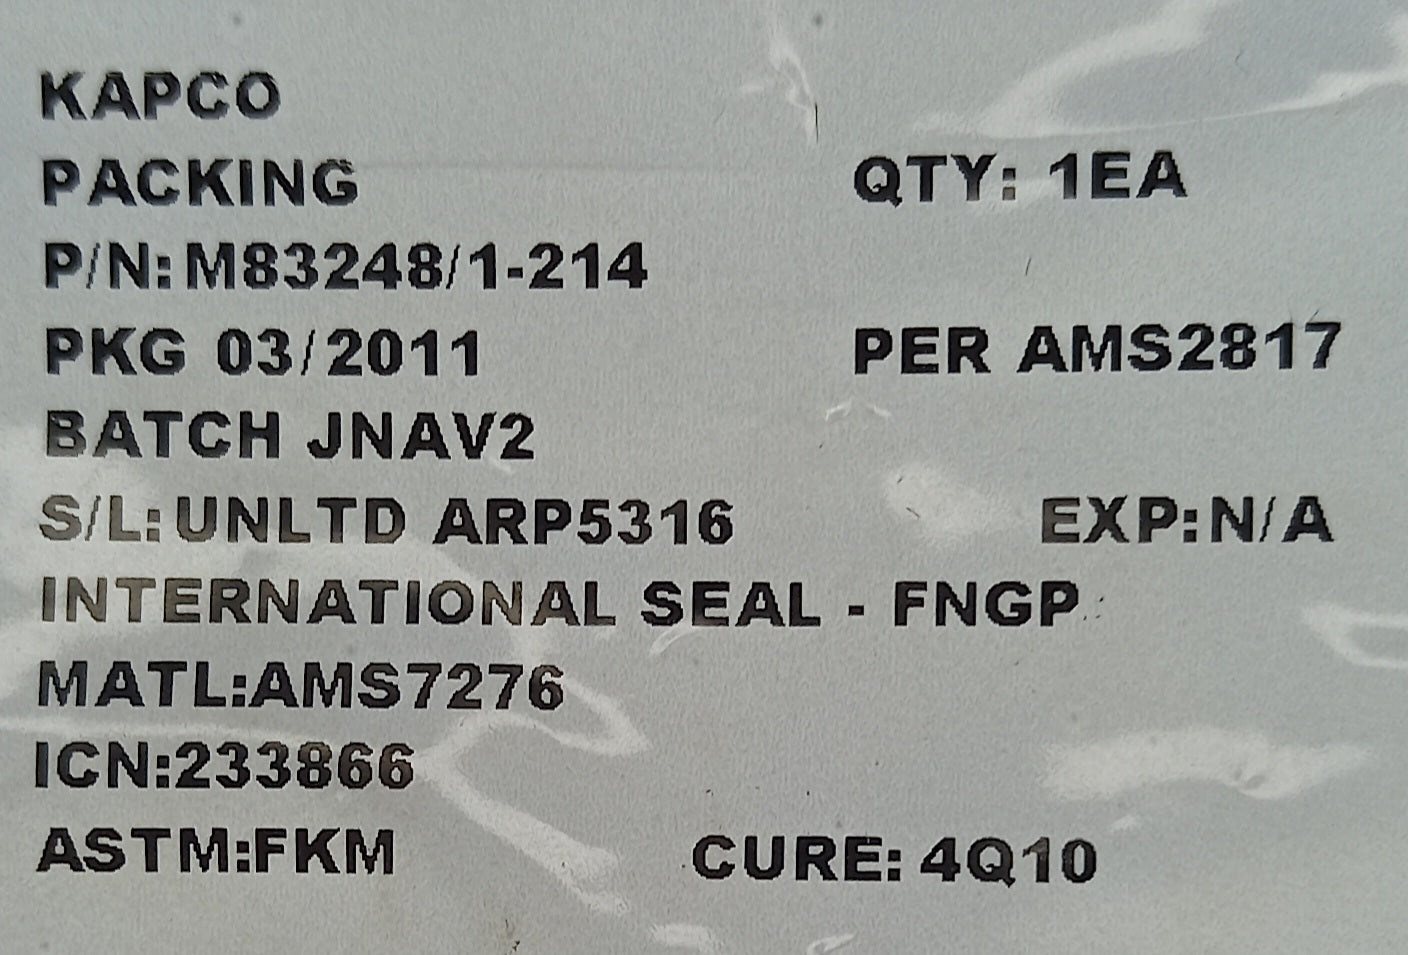 KAPCO
PACKING QTY: 1EA
P/N: M83248/1-214
PKG 03/2011 PER AMS2817
BATCH JNAV2
S/L: UNLTD ARP5316 EXP:N/A
INTERNATIONAL SEAL - FNGP
MATL:AMS7276
ICN:233866
ASTM:FKM CURE: 4Q10